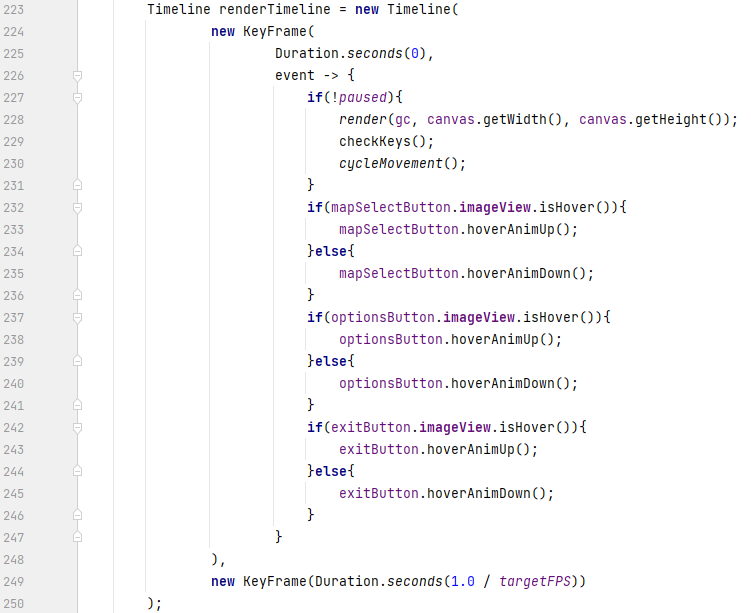 223 Timeline renderTimeline = new Timeline(
224 new KeyFrame(
225 Duration.seconds(0),
226 event -> {
227 if(!paused){
228 render(gc, canvas.getWidth(), canvas.getHeight());
229 checkKeys();
230 cycleMovement();
231 }
232 if(mapSelectButton.imageView.isHover()){
233 mapSelectButton.hoverAnimUp();
234 }else{
235 mapSelectButton.hoverAnimDown();
236 }
237 if(optionsButton.imageView.isHover()){
238 optionsButton.hoverAnimUp();
239 }else{
240 optionsButton.hoverAnimDown();
241 }
242 if(exitButton.imageView.isHover()){
243 exitButton.hoverAnimUp();
244 }else{
245 exitButton.hoverAnimDown();
246 }
247 }
248 ),
249 new KeyFrame(Duration.seconds(1.0 / targetFPS))
250 );